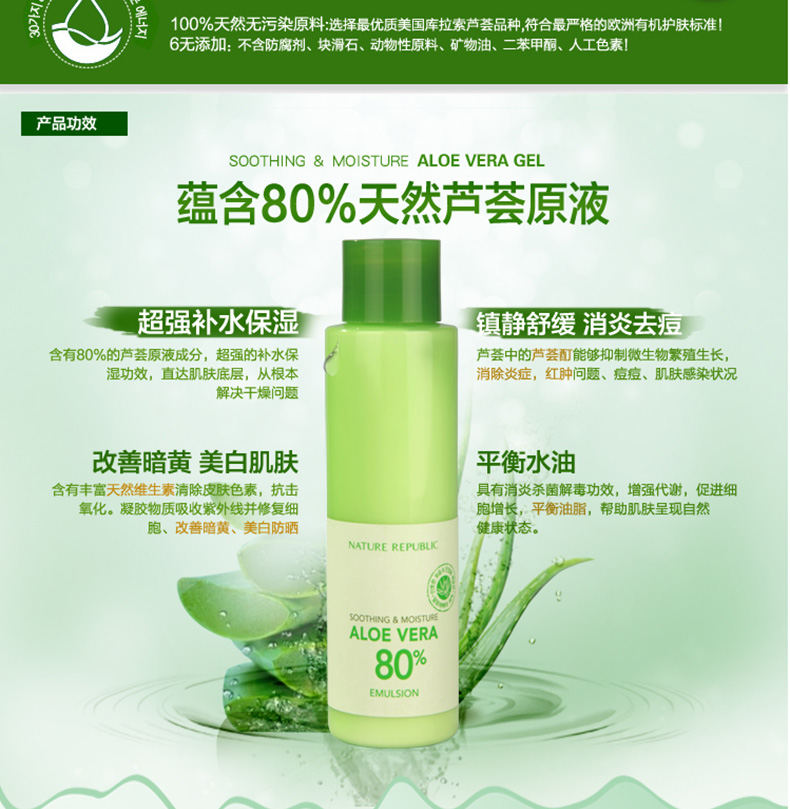 100%天然无污染原料:选择最优质美国库拉索芦荟品种,符合最严格的欧洲有机护肤标准!
6无添加: 不含防腐剂、块滑石、动物性原料、矿物油、二苯甲酮、人工色素!
产品功效
SOOTHING & MOISTURE ALOE VERA GEL
蕴含80%天然芦荟原液
超强补水保湿
含有80%的芦荟原液成分，超强的补水保
湿功效，直达肌肤底层，从根本
解决干燥问题
镇静舒缓 消炎去痘
芦荟中的芦荟酊能够抑制微生物繁殖生长，
消除炎症，红肿问题、痘痘、肌肤感染状况
改善暗黄 美白肌肤
含有丰富天然维生素清除皮肤色素，抗击
氧化。凝胶物质吸收紫外线并修复细
胞、改善暗黄、美白防晒
平衡水油
具有消炎杀菌解毒功效，增强代谢，促进细
胞增长，平衡油脂，帮助肌肤呈现自然
健康状态。
NATURE REPUBLIC
SOOTHING & MOISTURE
ALOE VERA
80%
EMULSION